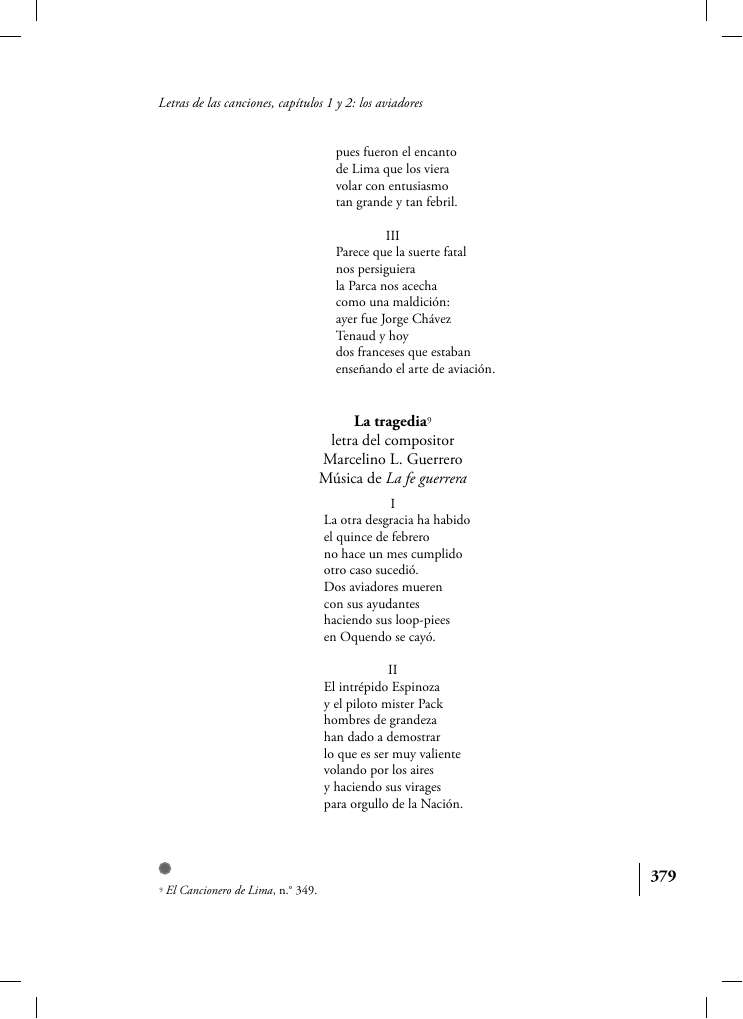 Letras de las canciones, capítulos 1 y 2: los aviadores
pues fueron el encanto
de Lima que los viera
volar con entusiasmo
tan grande y tan febril.
III
Parece que la suerte fatal
nos persiguiera
la Parca nos acecha
como una maldición:
ayer fue Jorge Chávez
Tenaud y hoy
dos franceses que estaban
enseñando el arte de aviación.
La tragedia⁹
letra del compositor
Marcelino L. Guerrero
Música de La fe guerrera
I
La otra desgracia ha habido
el quince de febrero
no hace un mes cumplido
otro caso sucedió.
Dos aviadores mueren
con sus ayudantes
haciendo sus loop-piees
en Oquendo se cayó.
II
El intrépido Espinoza
y el piloto mister Pack
hombres de grandeza
han dado a demostrar
lo que es ser muy valiente
volando por los aires
y haciendo sus virages
para orgullo de la Nación.
⁹ El Cancionero de Lima, n.° 349.
379